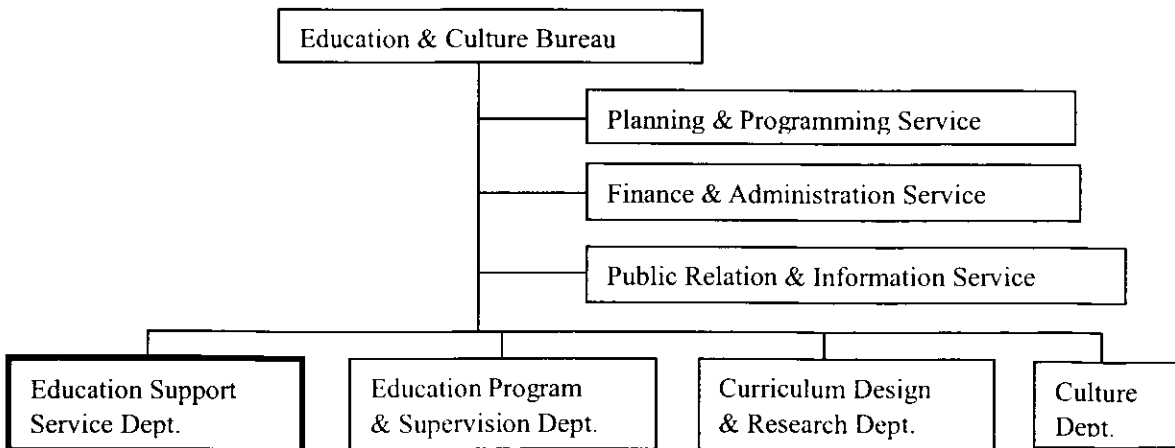 Education & Culture Bureau
Planning & Programming Service
Finance & Administration Service
Public Relation & Information Service
Education Support
Service Dept.
Education Program
& Supervision Dept.
Curriculum Design
& Research Dept.
Culture
Dept.